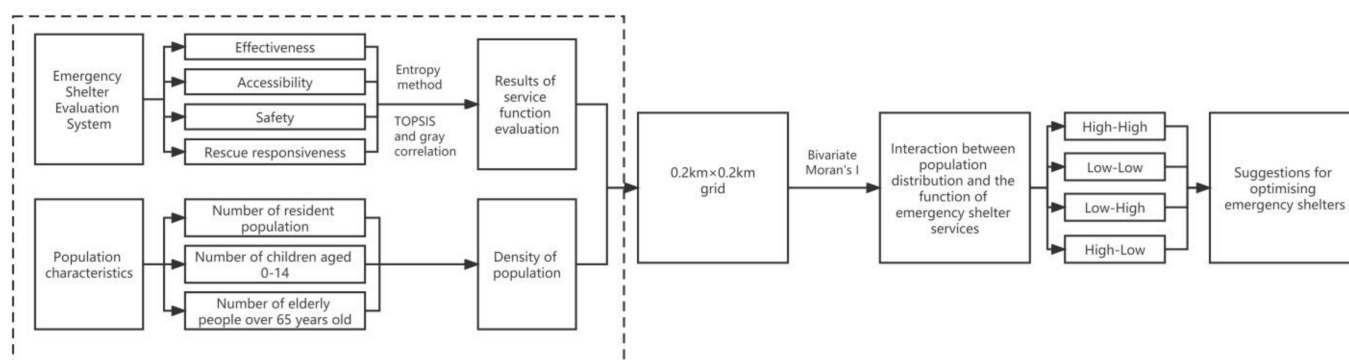 Emergency
Shelter
Evaluation
System
Effectiveness
Accessibility
Safety
Rescue responsiveness
Entropy
method
TOPSIS
and gray
correlation
Results of
service
function
evaluation
Population
characteristics
Number of resident
population
Number of children aged
0-14
Number of elderly
people over 65 years old
Density of
population
0.2km×0.2km
grid
Bivariate
Moran's I
Interaction between
population
distribution and the
function of
emergency shelter
services
High-High
Low-Low
Low-High
High-Low
Suggestions for
optimising
emergency shelters